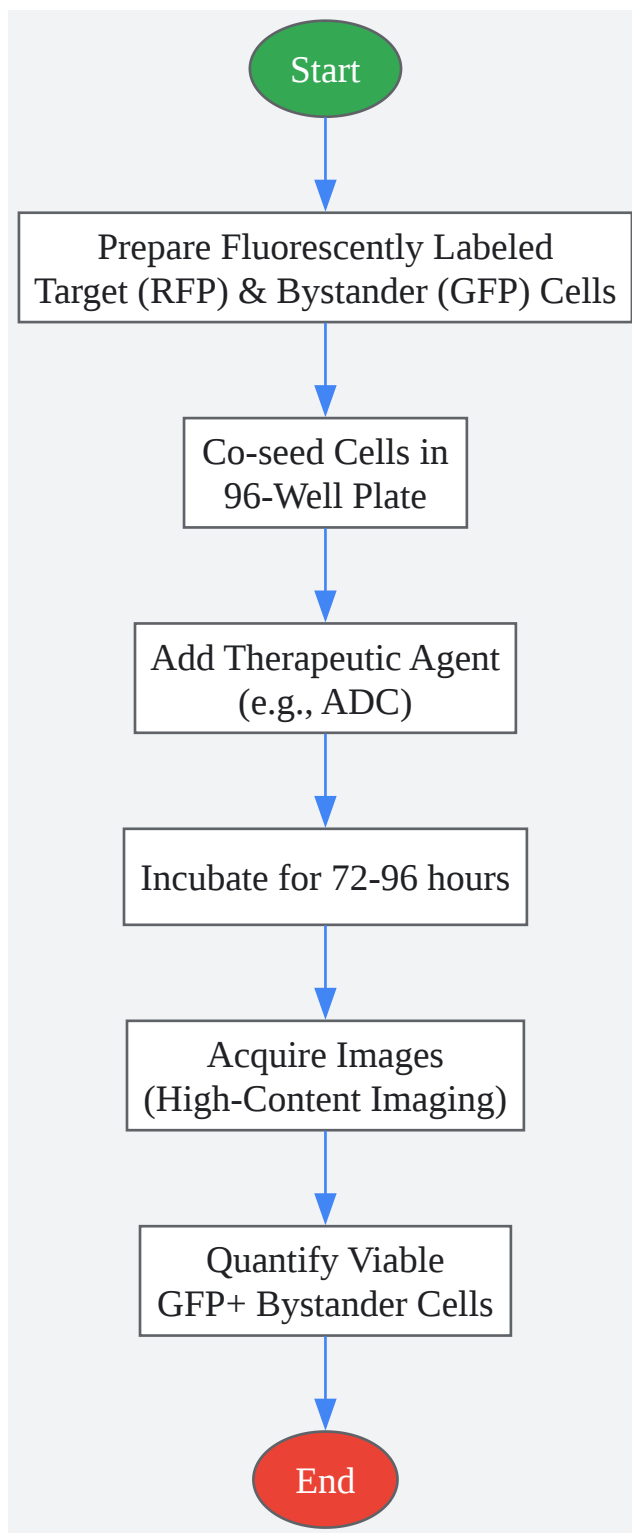 Start
Prepare Fluorescently Labeled
Target (RFP) & Bystander (GFP) Cells
Co-seed Cells in
96-Well Plate
Add Therapeutic Agent
(e.g., ADC)
Incubate for 72-96 hours
Acquire Images
(High-Content Imaging)
Quantify Viable
GFP+ Bystander Cells
End